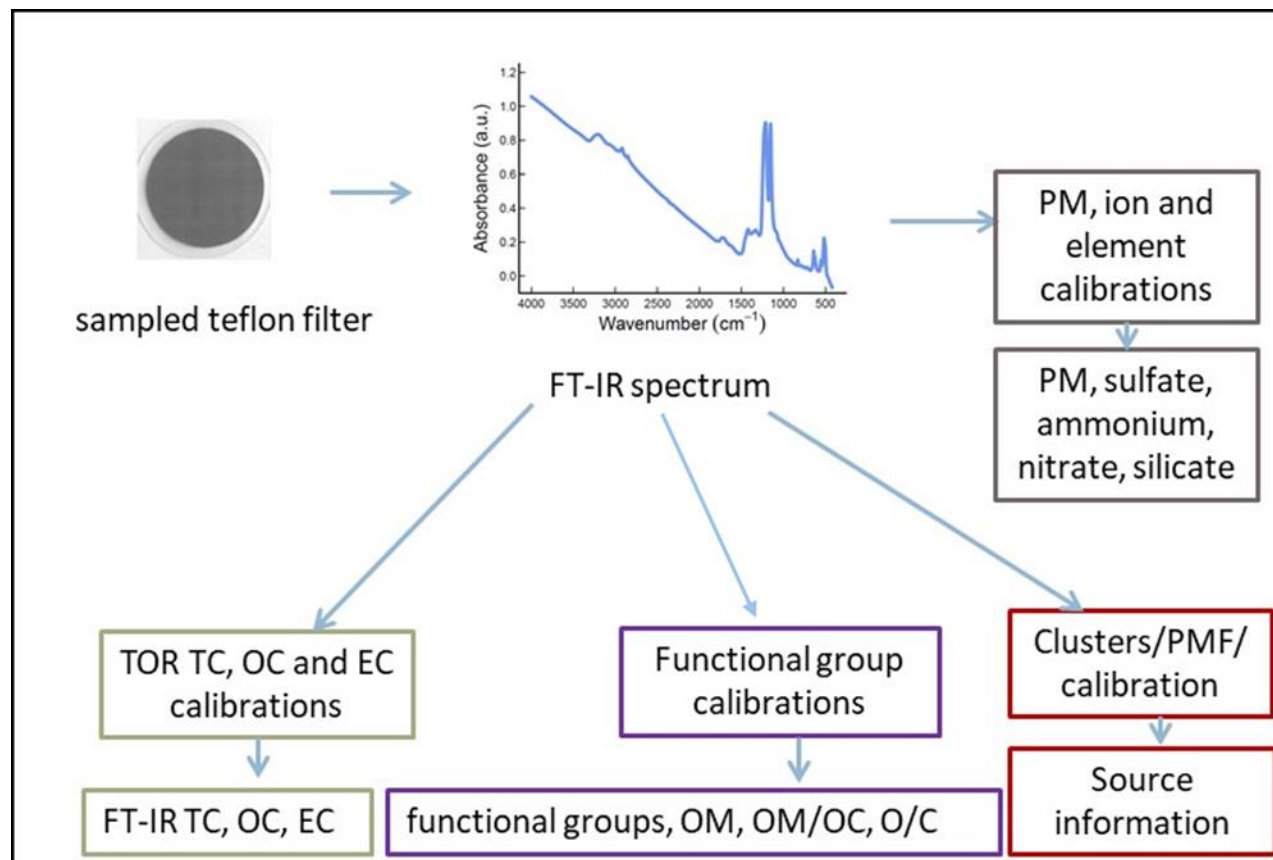 sampled teflon filter
1.2
1.0
0.8
0.6
0.4
0.2
0.0
Absorbance (a.u.)
4000 3500 3000 2500 2000 1500 1000 500
Wavenumber (cm⁻¹)
FT-IR spectrum
PM, ion and
element
calibrations
PM, sulfate,
ammonium,
nitrate, silicate
TOR TC, OC and EC
calibrations
FT-IR TC, OC, EC
Functional group
calibrations
functional groups, OM, OM/OC, O/C
Clusters/PMF/
calibration
Source
information